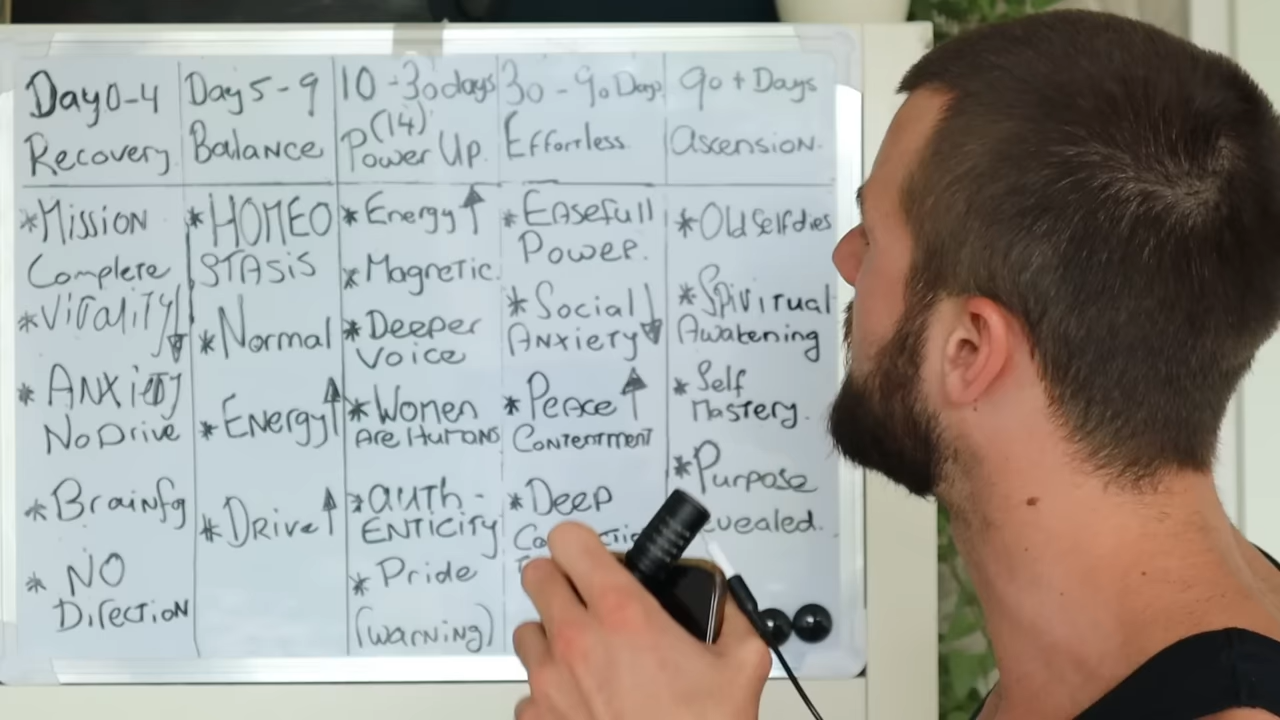 Day 0-4
Recovery.
Day 5-9
Balance
10-30 days
(14)
Power Up.
30-90 Days
Effortless.
90+ Days
Ascension.
*Mission
Complete
*Vitality↓
*Anxiety
No Drive
*Brainfg
*NO
Direction
*HOMEO
STASIS
*Normal
*Energy↑
*Drive↑
*Energy↑
*Magnetic.
*Deeper
Voice
*Women
Are Humans
*AUTH-
ENTICITY
*Pride
(warning)
*Easefull
Power.
*Social↓
Anxiety
*Peace↑
Contentment
*Deep
*Old Self dies
*Spiviritual
Awakening
*Self
Mastery.
*Purpose
evealed.